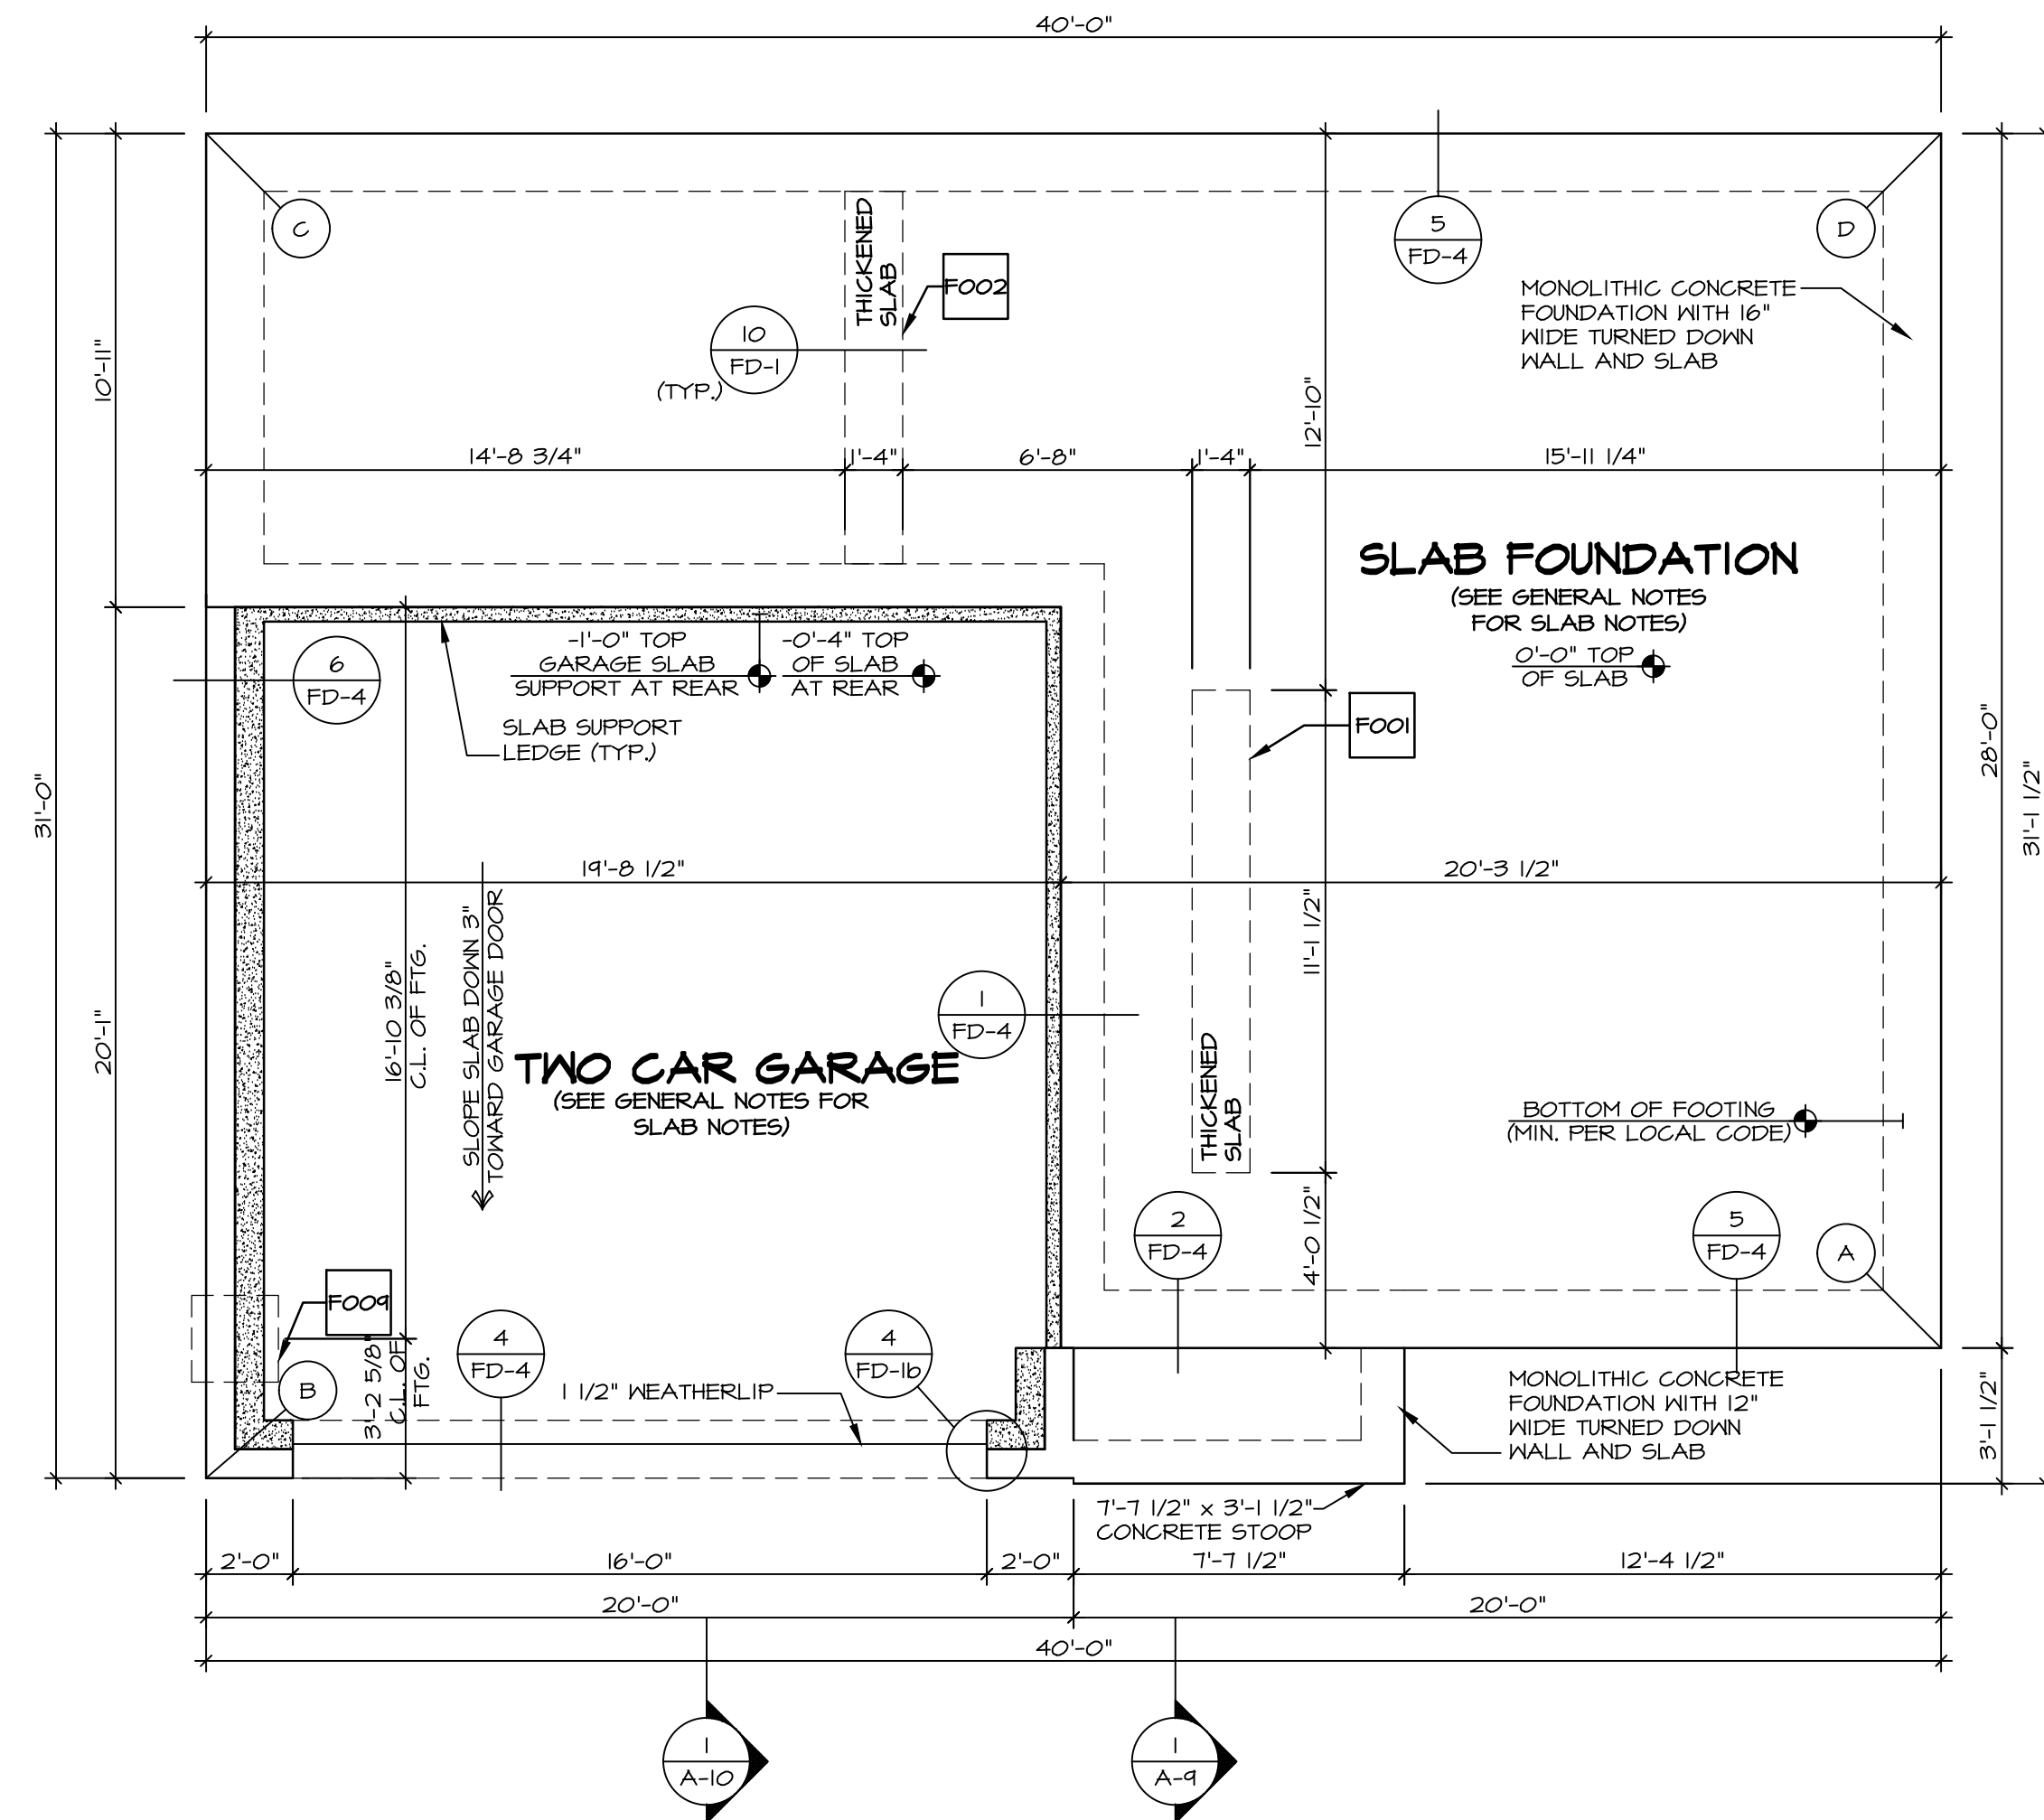 40'-0"
C
THICKENED
SLAB
F002
5
FD-4
D
MONOLITHIC CONCRETE
FOUNDATION WITH 16"
WIDE TURNED DOWN
WALL AND SLAB
10
FD-1
(TYP.)
10'-11"
12'-10"
14'-8 3/4"
1'-4"
6'-8"
1'-4"
15'-11 1/4"
SLAB FOUNDATION
(SEE GENERAL NOTES
FOR SLAB NOTES)
0'-0" TOP
OF SLAB
6
FD-4
-1'-0" TOP
GARAGE SLAB
SUPPORT AT REAR
-0'-4" TOP
OF SLAB
AT REAR
SLAB SUPPORT
LEDGE (TYP.)
F001
31'-0"
28'-0"
31'-1 1/2"
19'-8 1/2"
20'-3 1/2"
16'-10 3/8"
C.L. OF FTG.
SLOPE SLAB DOWN 3"
TOWARD GARAGE DOOR
11'-1 1/2"
20'-1"
1
FD-4
TWO CAR GARAGE
(SEE GENERAL NOTES FOR
SLAB NOTES)
THICKENED
SLAB
BOTTOM OF FOOTING
(MIN. PER LOCAL CODE)
2
FD-4
4'-0 1/2"
5
FD-4
A
F009
3'-2 5/8"
C.L. OF
FTG.
B
4
FD-4
4
FD-1b
1 1/2" WEATHERLIP
MONOLITHIC CONCRETE
FOUNDATION WITH 12"
WIDE TURNED DOWN
WALL AND SLAB
3'-1 1/2"
7'-7 1/2" x 3'-1 1/2"
CONCRETE STOOP
2'-0"
16'-0"
2'-0"
7'-7 1/2"
12'-4 1/2"
20'-0"
20'-0"
40'-0"
1
A-10
1
A-9